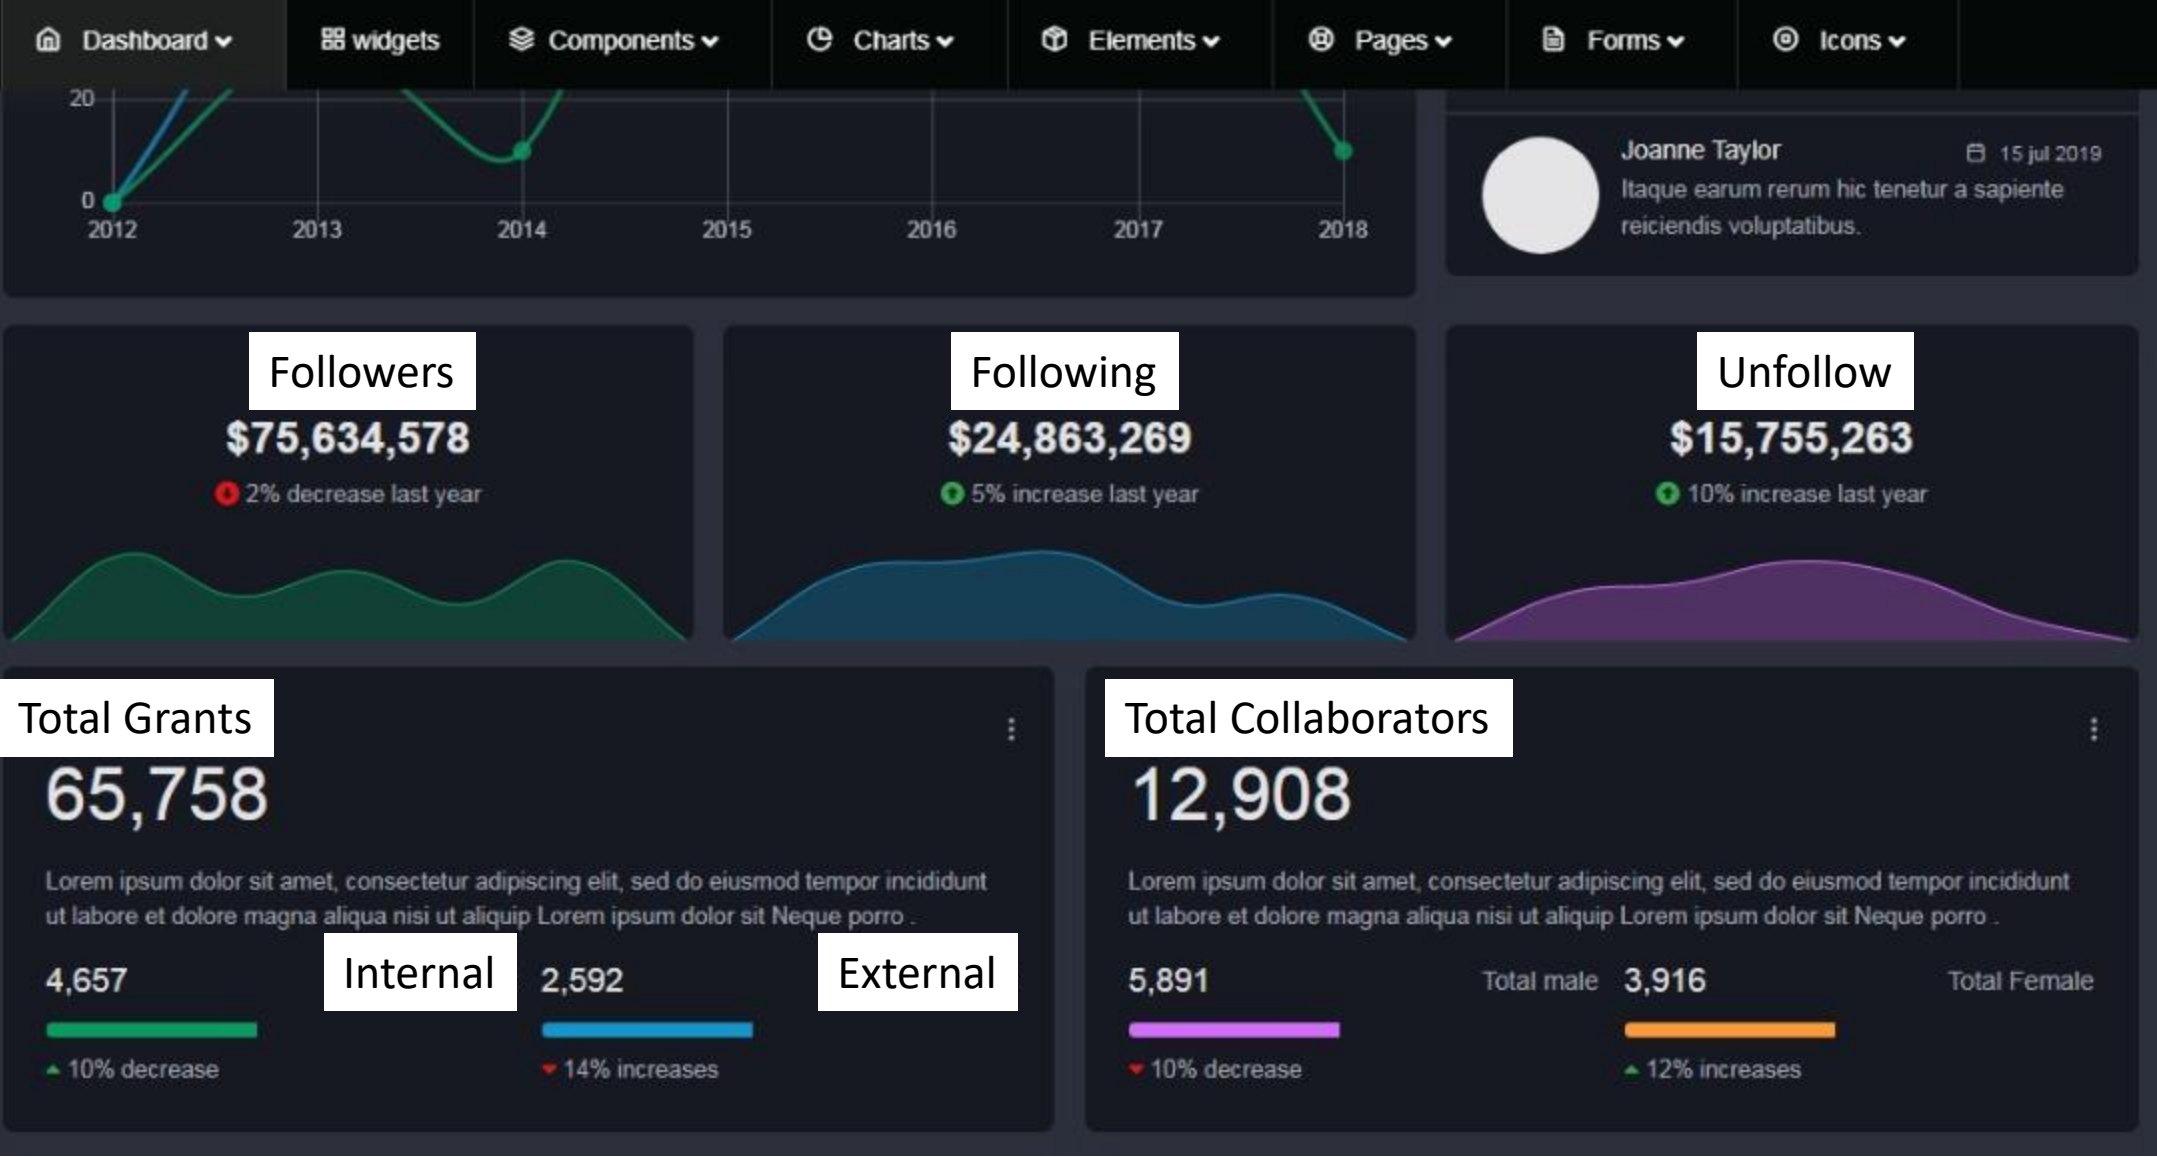 Dashboard
widgets
Components
Charts
Elements
Pages
Forms
Icons
20
0
2012 2013 2014 2015 2016 2017 2018
Joanne Taylor
15 jul 2019
Itaque earum rerum hic tenetur a sapiente
reiciendis voluptatibus.
Followers
$75,634,578
2% decrease last year
Following
$24,863,269
5% increase last year
Unfollow
$15,755,263
10% increase last year
Total Grants
65,758
Lorem ipsum dolor sit amet, consectetur adipiscing elit, sed do eiusmod tempor incididunt
ut labore et dolore magna aliqua nisi ut aliquip Lorem ipsum dolor sit Neque porro .
4,657 Internal
10% decrease
2,592 External
14% increases
Total Collaborators
12,908
Lorem ipsum dolor sit amet, consectetur adipiscing elit, sed do eiusmod tempor incididunt
ut labore et dolore magna aliqua nisi ut aliquip Lorem ipsum dolor sit Neque porro .
5,891 Total male
10% decrease
3,916 Total Female
12% increases